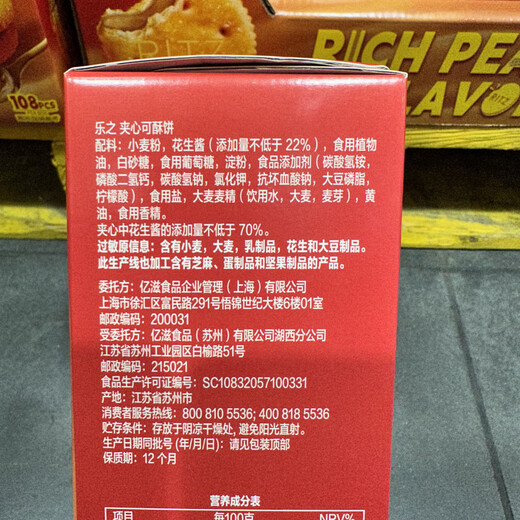 RITZ
RICH PEA
LAVO
RITZ
108PCS
乐之 夹心可酥饼
配料：小麦粉，花生酱（添加量不低于 22%），食用植物
油，白砂糖，食用葡萄糖，淀粉，食品添加剂（碳酸氢铵，
磷酸二氢钙，碳酸氢钠，氯化钾，抗坏血酸钠，大豆磷脂，
柠檬酸），食用盐，大麦麦精（饮用水，大麦，麦芽），黄
油，食用香精。
夹心中花生酱的添加量不低于 70%。
过敏原信息：含有小麦，大麦，乳制品，花生和大豆制品。
此生产线也加工含有芝麻、蛋制品和坚果制品的产品。
委托方：亿滋食品企业管理（上海）有限公司
上海市徐汇区富民路291号悟锦世纪大楼6楼01室
邮政编码：200031
受委托方：亿滋食品（苏州）有限公司湖西分公司
江苏省苏州工业园区白榆路51号
邮政编码：215021
食品生产许可证编号：SC10832057100331
产地：江苏省苏州市
消费者服务热线：800 810 5536; 400 818 5536
贮存条件：存放于阴凉干燥处, 避免阳光直射。
生产日期同批号 (年/月/日)：请见包装顶部
保质期：12 个月
营养成分表
项目 每100克 NRV%